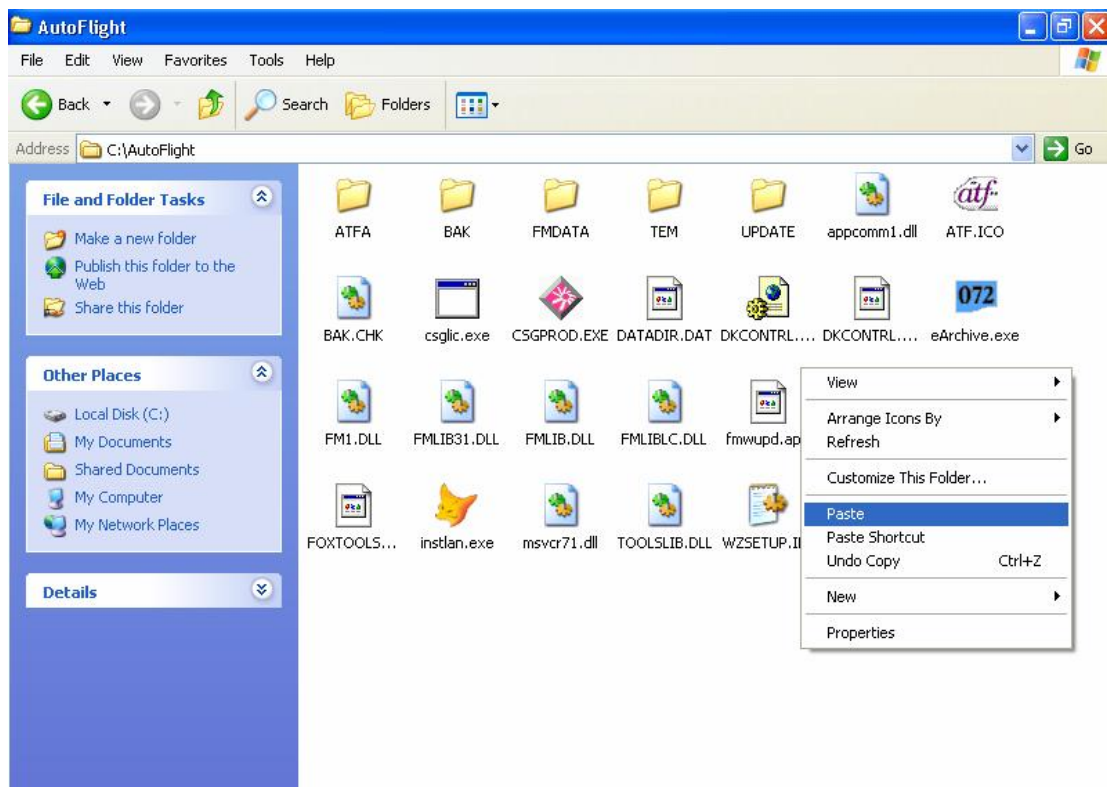 AutoFlight
File Edit View Favorites Tools Help
Back Search Folders
Address C:\AutoFlight Go
File and Folder Tasks
Make a new folder
Publish this folder to the
Web
Share this folder
Other Places
Local Disk (C:)
My Documents
Shared Documents
My Computer
My Network Places
Details
atf
ATFA BAK FMDATA TEM UPDATE appcomm1.dll ATF.ICO
072
BAK.CHK csglic.exe CSGPROD.EXE DATADIR.DAT DKCONTRL.... DKCONTRL.... eArchive.exe
FM1.DLL FMLIB31.DLL FMLIB.DLL FMLIBLC.DLL fmwupd.ap
FOXTOOLS... instlan.exe msvcr71.dll TOOLSLIB.DLL WZSETUP.I
View
Arrange Icons By
Refresh
Customize This Folder...
Paste
Paste Shortcut
Undo Copy Ctrl+Z
New
Properties